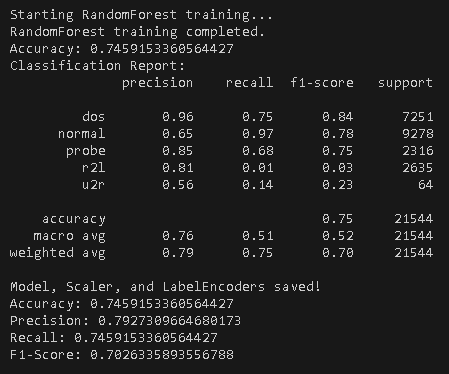 Starting RandomForest training...
RandomForest training completed.
Accuracy: 0.7459153360564427
Classification Report:
precision recall f1-score support
dos 0.96 0.75 0.84 7251
normal 0.65 0.97 0.78 9278
probe 0.85 0.68 0.75 2316
r2l 0.81 0.01 0.03 2635
u2r 0.56 0.14 0.23 64
accuracy 0.75 21544
macro avg 0.76 0.51 0.52 21544
weighted avg 0.79 0.75 0.70 21544
Model, Scaler, and LabelEncoders saved!
Accuracy: 0.7459153360564427
Precision: 0.7927309664680173
Recall: 0.7459153360564427
F1-Score: 0.7026335893556788